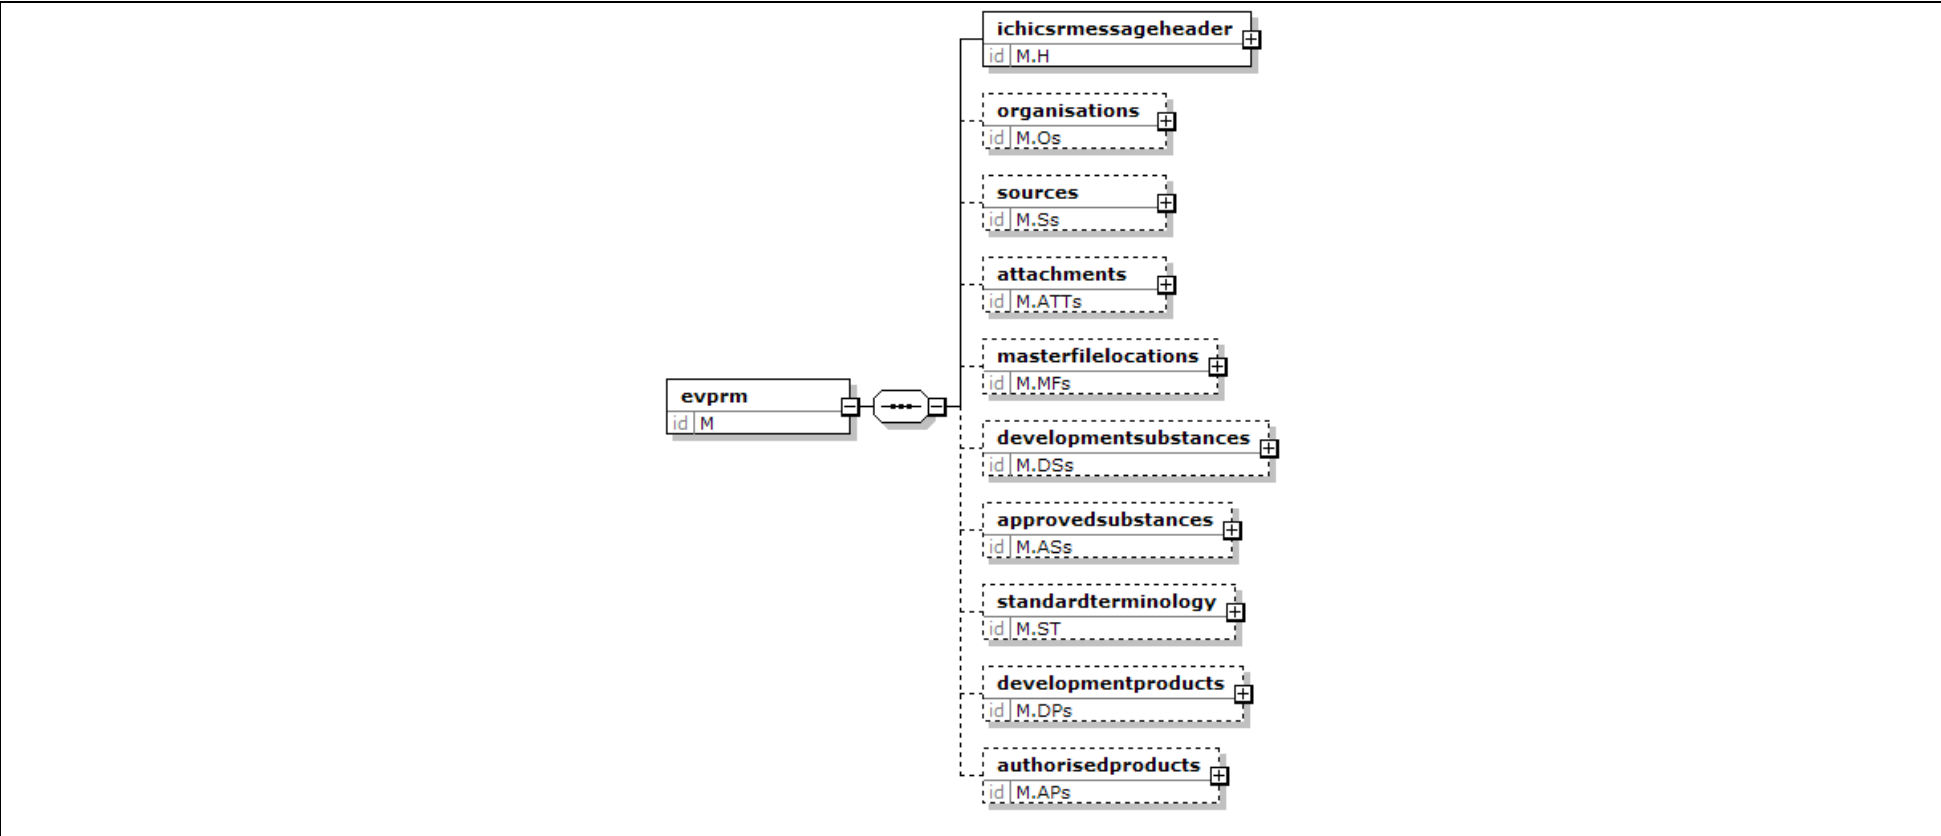 ichicsrmessageheader
id M.H
organisations
id M.Os
sources
id M.Ss
attachments
id M.ATTs
masterfilelocations
id M.MFs
evprm
id M
developmentsubstances
id M.DSs
approvedsubstances
id M.ASs
standardterminology
id M.ST
developmentproducts
id M.DPs
authorisedproducts
id M.APs